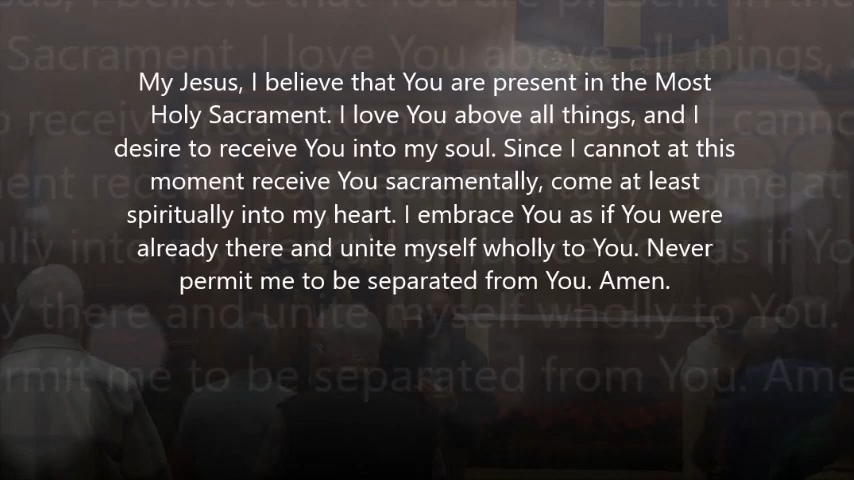 My Jesus, I believe that You are present in the Most
Holy Sacrament. I love You above all things, and I
desire to receive You into my soul. Since I cannot at this
moment receive You sacramentally, come at least
spiritually into my heart. I embrace You as if You were
already there and unite myself wholly to You. Never
permit me to be separated from You. Amen.